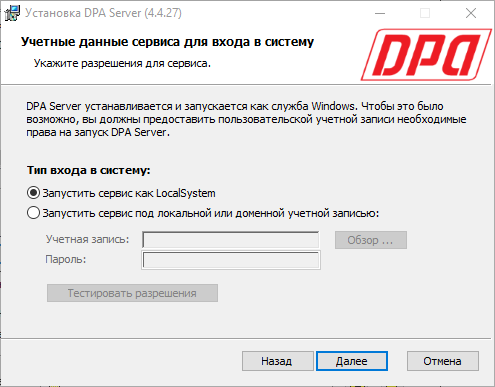 Установка DPA Server (4.4.27)
Учетные данные сервиса для входа в систему
Укажите разрешения для сервиса.
DPA
DPA Server устанавливается и запускается как служба Windows. Чтобы это было
возможно, вы должны предоставить пользовательской учетной записи необходимые
права на запуск DPA Server.
Тип входа в систему:
Запустить сервис как LocalSystem
Запустить сервис под локальной или доменной учетной записью:
Учетная запись:
Обзор ...
Пароль:
Тестировать разрешения
Назад
Далее
Отмена